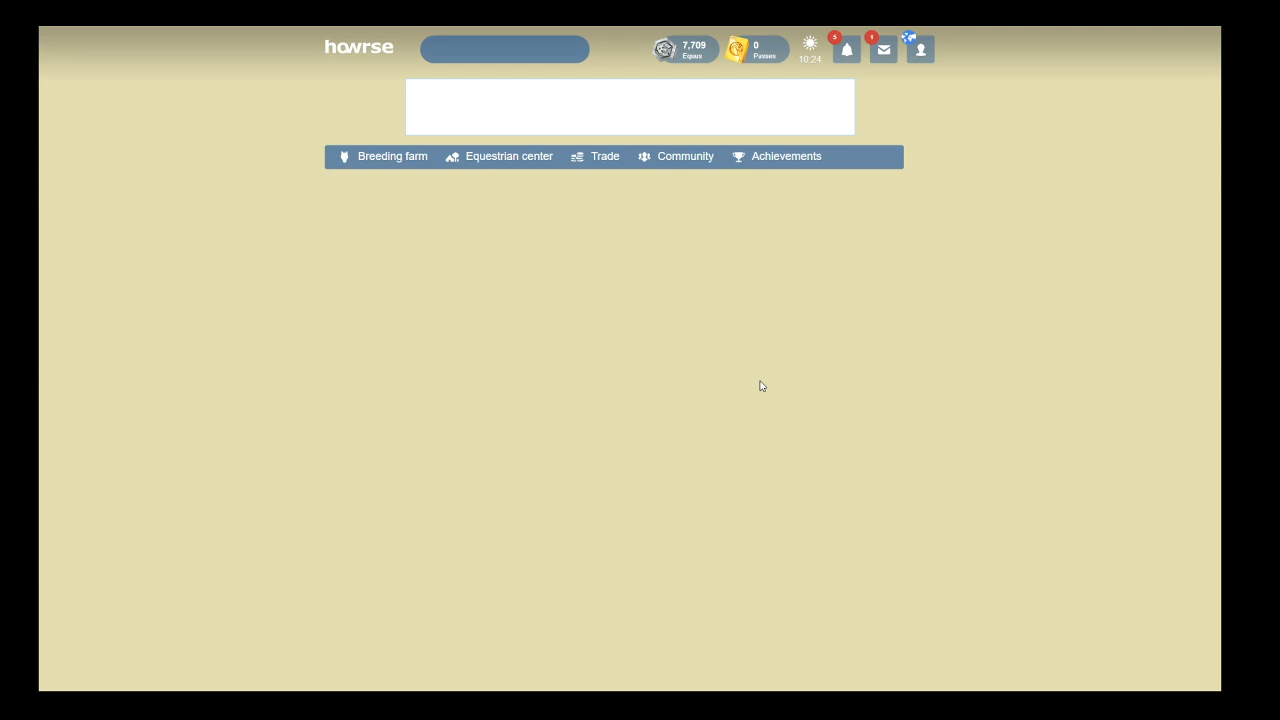 howrse
7,709
Equus
0
Passes
10:24
5
1
Breeding farm
Equestrian center
Trade
Community
Achievements